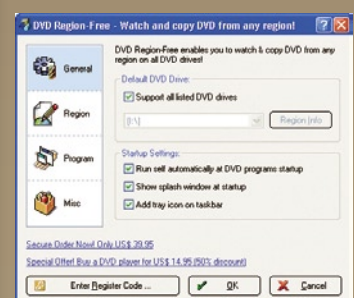 DVD Region-Free - Watch and copy DVD from any region!
DVD Region-Free enables you to watch & copy DVD from any
region on all DVD drives!
General
Region
Program
Misc
Default DVD Drive:
Support all listed DVD drives
Region Info
Startup Settings:
Run self automatically at DVD programs startup
Show splash window at startup
Add tray icon on taskbar
Secure Order Now! Only US$ 39.95
Special Offer! Buy a DVD player for US$ 14.95 (50% discount)
Enter Register Code ...
OK
Cancel